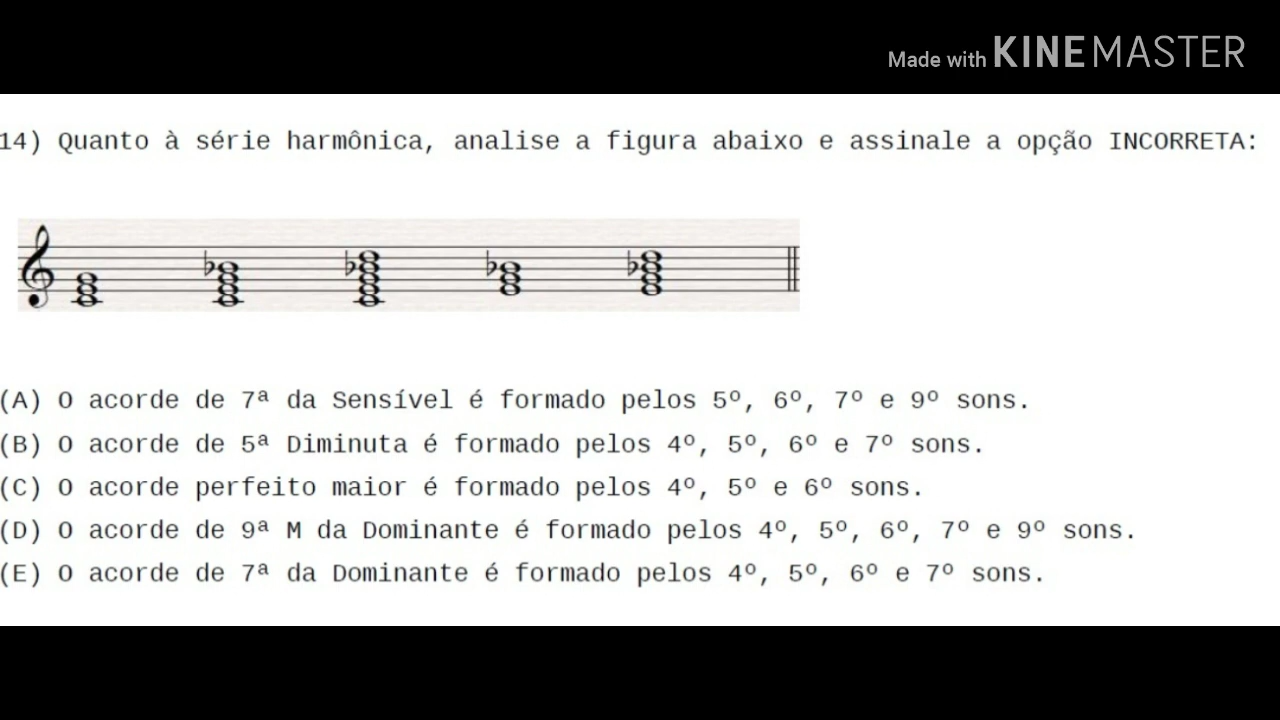 Made with KINEMASTER
14) Quanto à série harmônica, analise a figura abaixo e assinale a opção INCORRETA:
(A) O acorde de 7ª da Sensível é formado pelos 5º, 6º, 7º e 9º sons.
(B) O acorde de 5ª Diminuta é formado pelos 4º, 5º, 6º e 7º sons.
(C) O acorde perfeito maior é formado pelos 4º, 5º e 6º sons.
(D) O acorde de 9ª M da Dominante é formado pelos 4º, 5º, 6º, 7º e 9º sons.
(E) O acorde de 7ª da Dominante é formado pelos 4º, 5º, 6º e 7º sons.